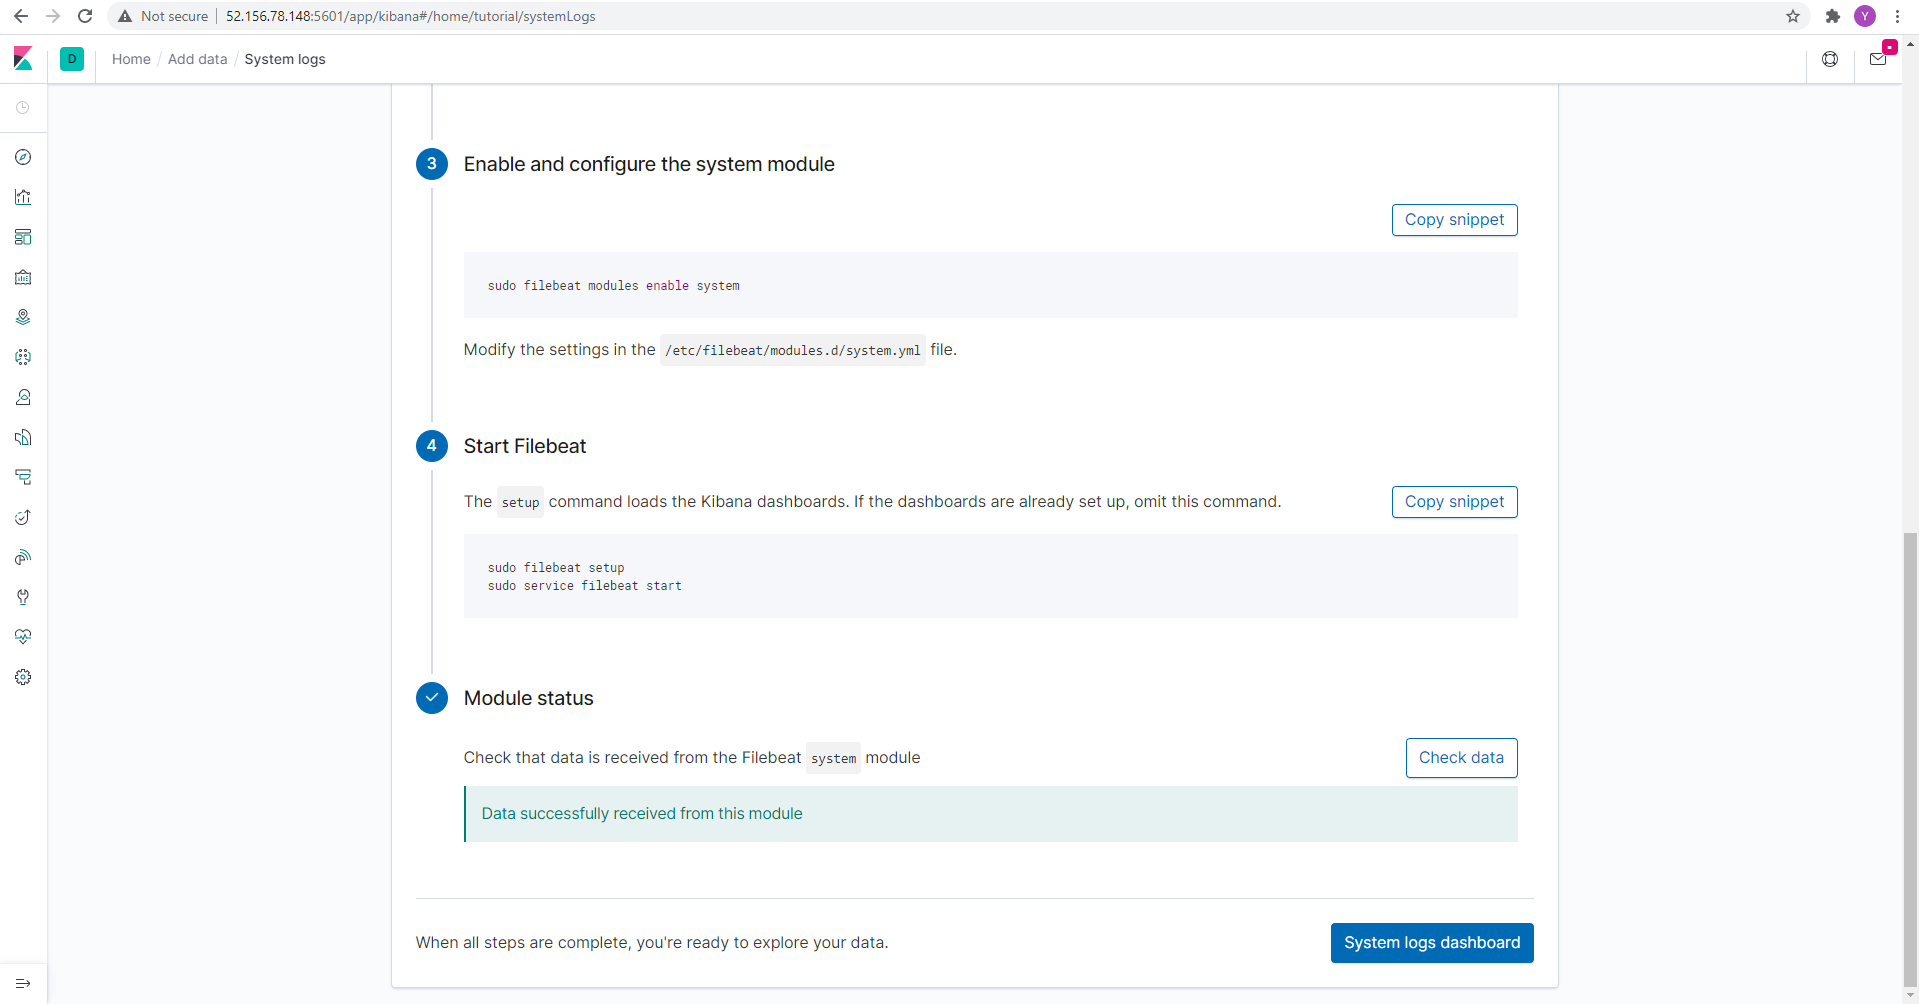 Not secure
52.156.78.148:5601/app/kibana#/home/tutorial/systemLogs
Y
D
Home / Add data / System logs
3
Enable and configure the system module
Copy snippet
sudo filebeat modules enable system
Modify the settings in the /etc/filebeat/modules.d/system.yml file.
4
Start Filebeat
The setup command loads the Kibana dashboards. If the dashboards are already set up, omit this command.
Copy snippet
sudo filebeat setup
sudo service filebeat start
Module status
Check that data is received from the Filebeat system module
Check data
Data successfully received from this module
When all steps are complete, you're ready to explore your data.
System logs dashboard